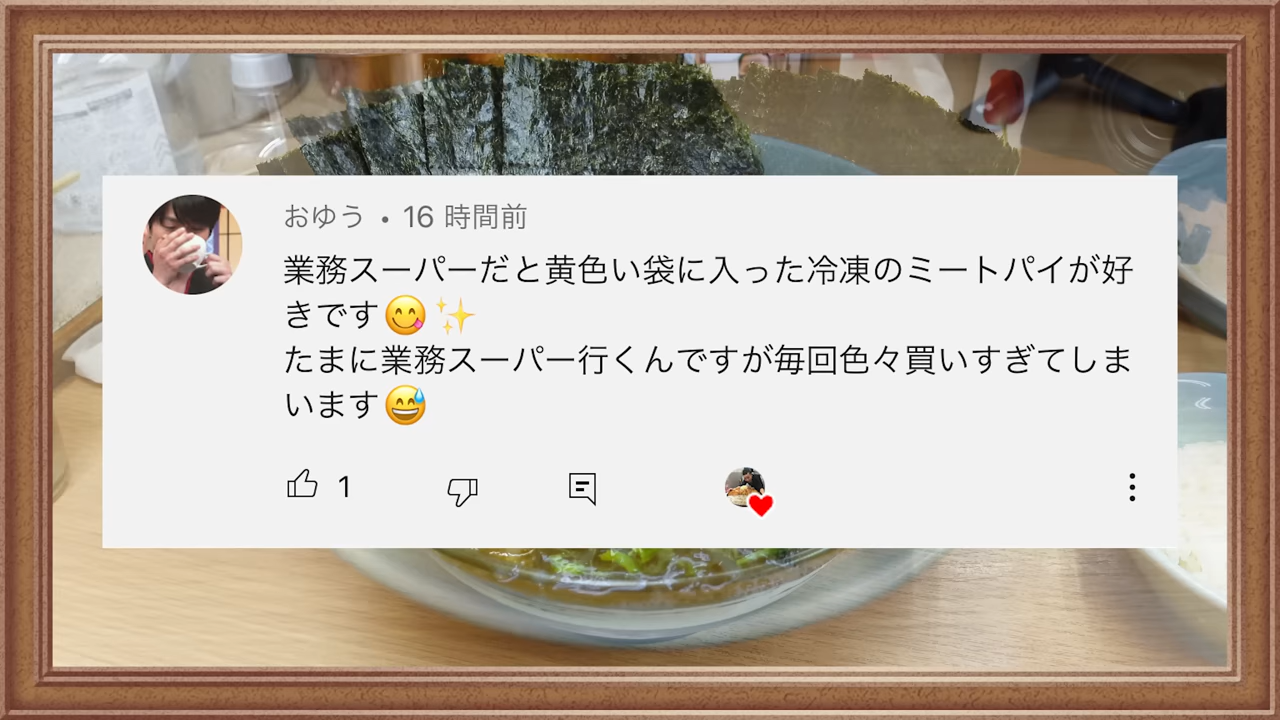 おゆう • 16 時間前
業務スーパーだと黄色い袋に入った冷凍のミートパイが好
きです😋✨
たまに業務スーパー行くんですが毎回色々買いすぎてしま
います😅
1